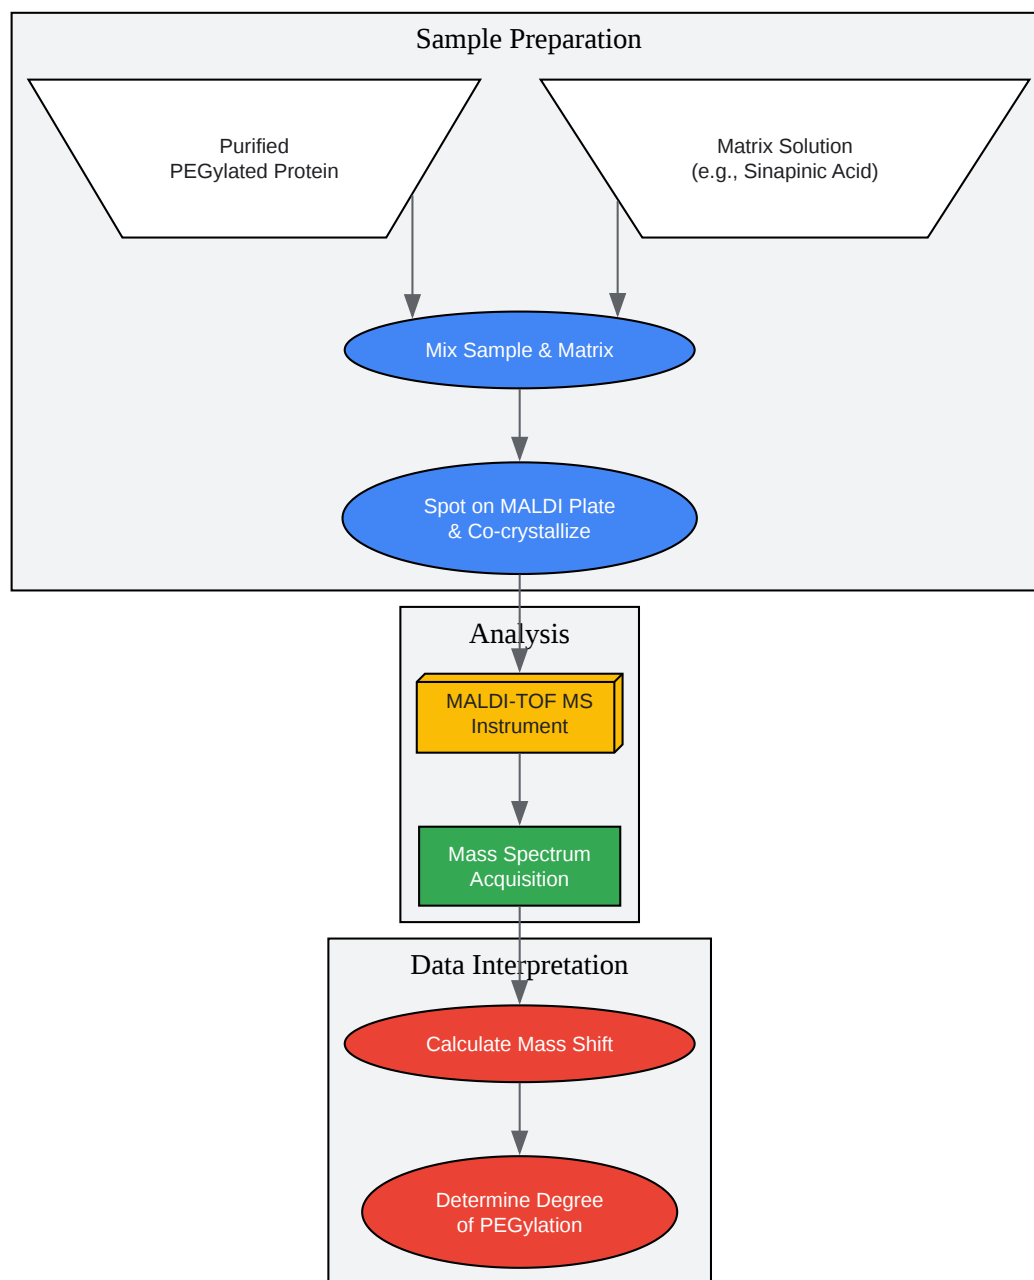 Sample Preparation
Purified
PEGylated Protein
Matrix Solution
(e.g., Sinapinic Acid)
Mix Sample & Matrix
Spot on MALDI Plate
& Co-crystallize
Analysis
MALDI-TOF MS
Instrument
Mass Spectrum
Acquisition
Data Interpretation
Calculate Mass Shift
Determine Degree
of PEGylation